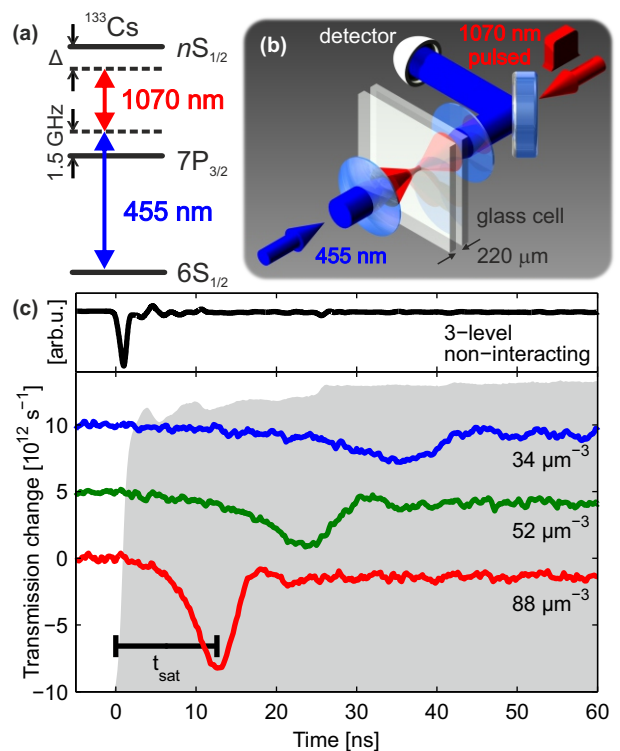 (a)
¹³³Cs
nS₁/₂
Δ
1070 nm
1.5 GHz
7P₃/₂
455 nm
6S₁/₂
(b)
detector
1070 nm
pulsed
glass cell
455 nm
220 µm
(c)
[arb.u.]
3−level
non−interacting
Transmission change [10¹² s⁻¹]
10
5
0
−5
−10
34 µm⁻³
52 µm⁻³
88 µm⁻³
t_sat
0 10 20 30 40 50 60
Time [ns]